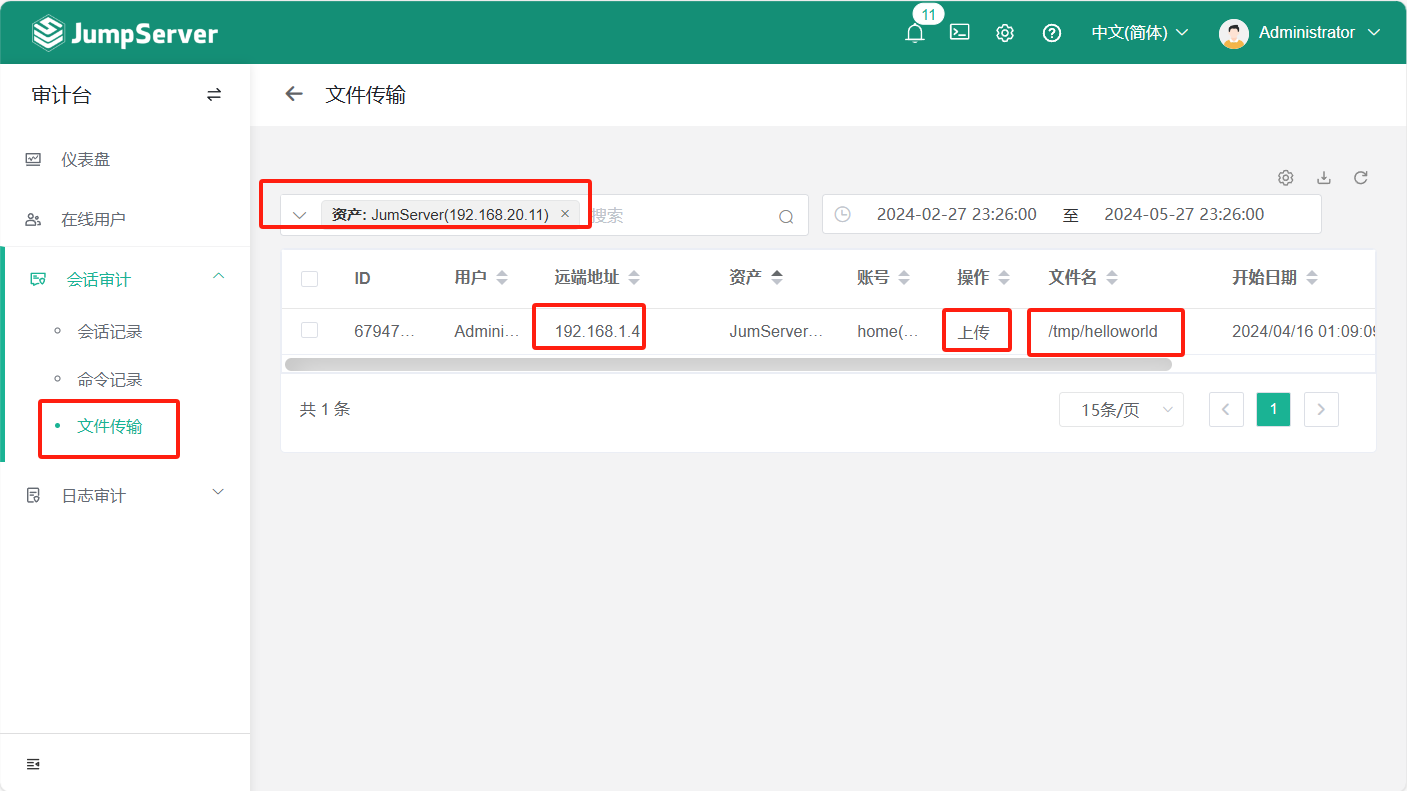 JumpServer
11
中文(简体)
Administrator
审计台
仪表盘
在线用户
会话审计
会话记录
命令记录
文件传输
日志审计
文件传输
资产: JumServer(192.168.20.11) × 搜索
2024-02-27 23:26:00 至 2024-05-27 23:26:00
ID 用户 远端地址 资产 账号 操作 文件名 开始日期
67947... Admini... 192.168.1.4 JumServer... home(... 上传 /tmp/helloworld 2024/04/16 01:09:09
共 1 条
15条/页
1